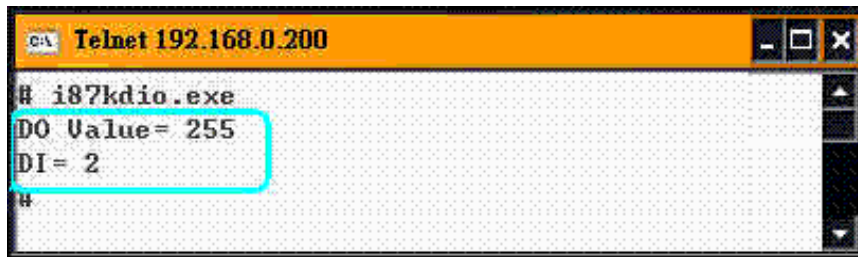 C:\ Telnet 192.168.0.200
# i87kdio.exe
DO Value= 255
DI= 2
#